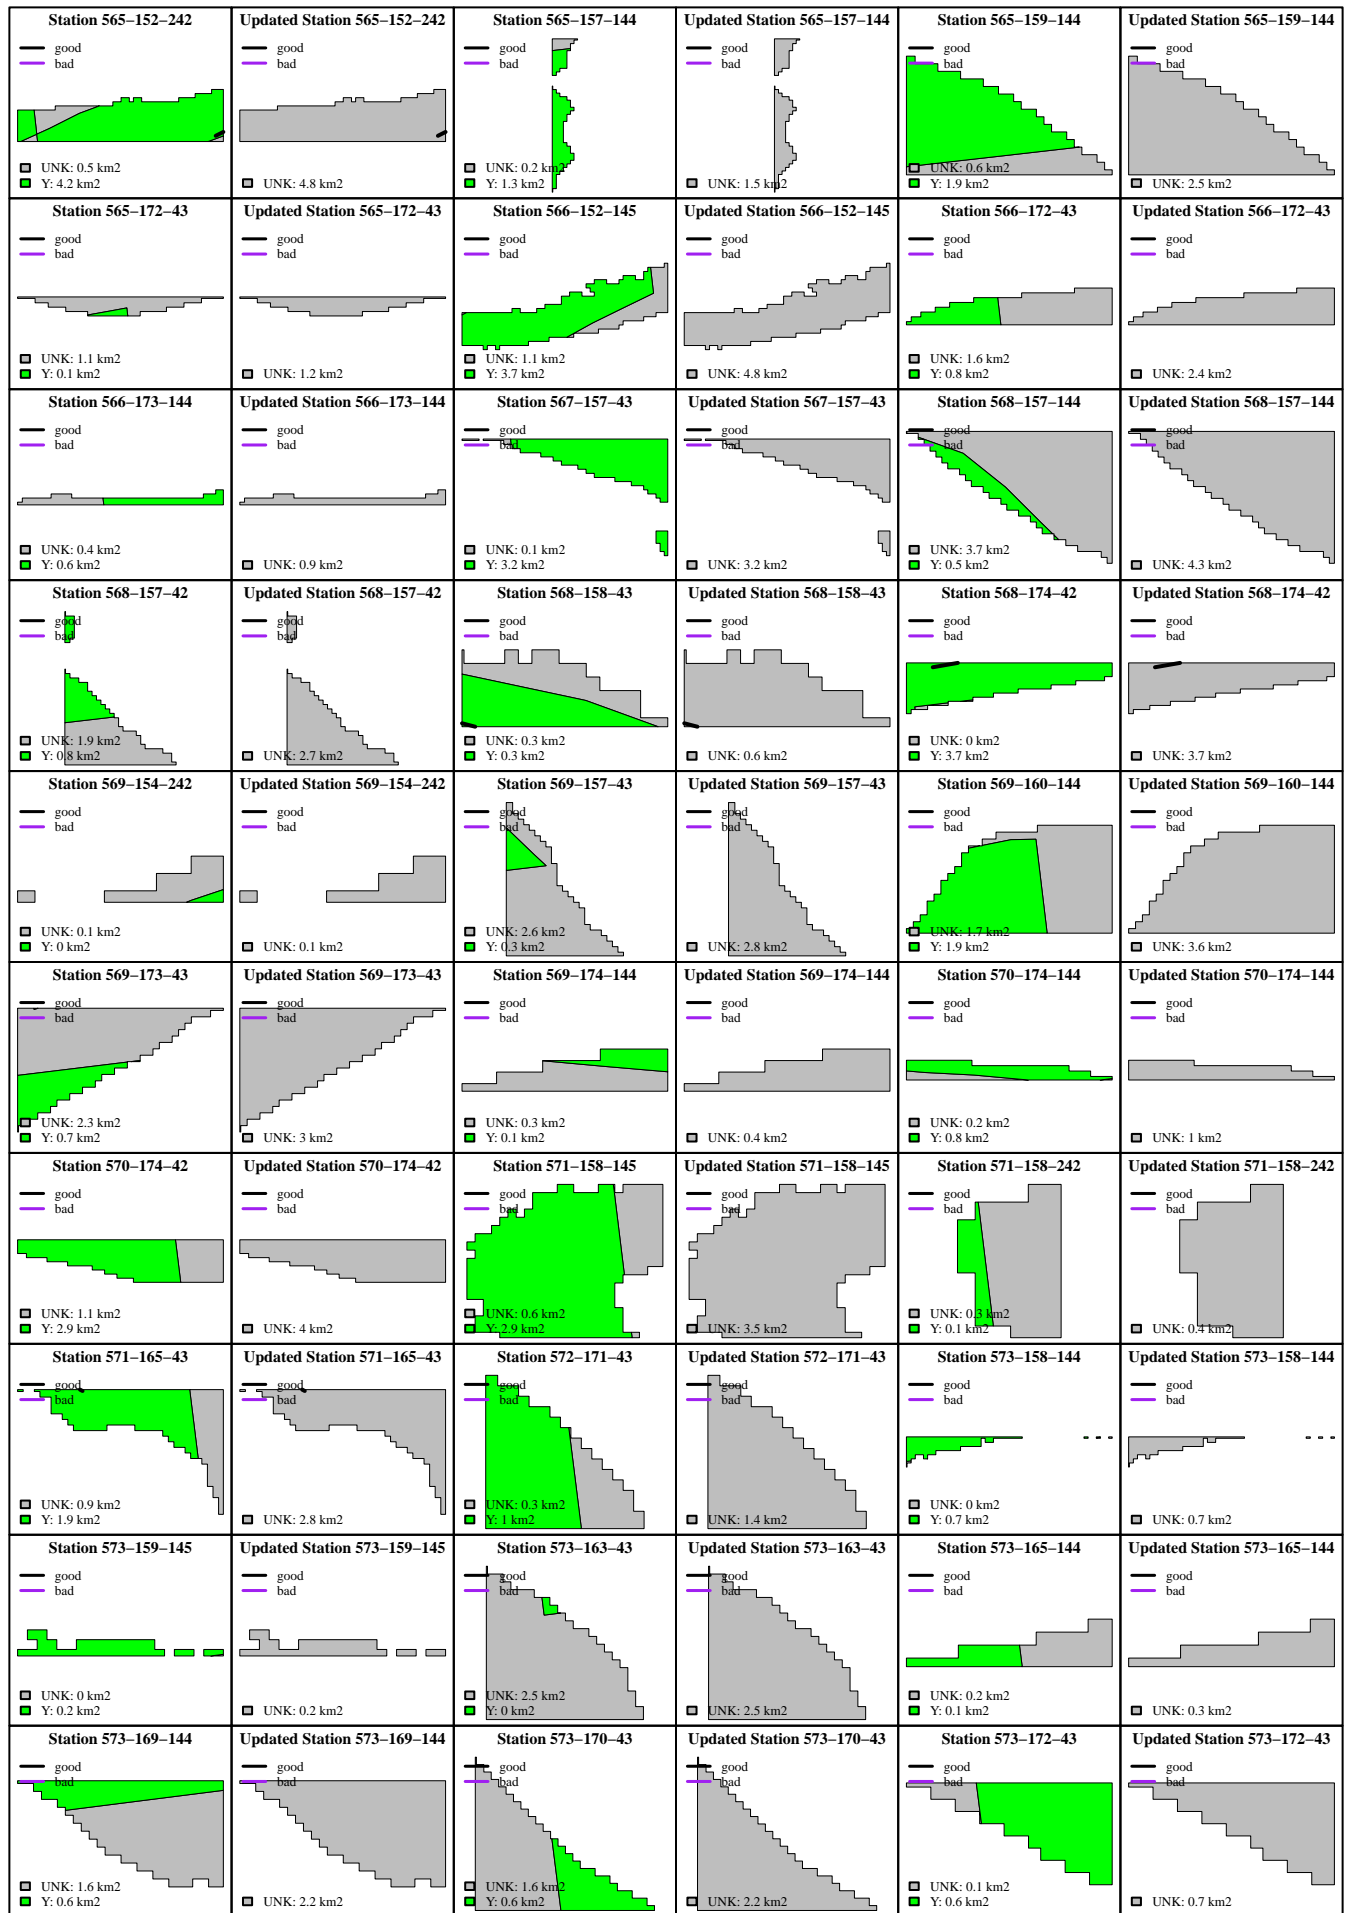 Station 565−152−242
good
bad
UNK: 0.5 km2
Y: 4.2 km2
Updated Station 565−152−242
good
bad
UNK: 4.8 km2
Station 565−157−144
good
bad
UNK: 0.2 km2
Y: 1.3 km2
Updated Station 565−157−144
good
bad
UNK: 1.5 km2
Station 565−159−144
good
bad
UNK: 0.6 km2
Y: 1.9 km2
Updated Station 565−159−144
good
bad
UNK: 2.5 km2
Station 565−172−43
good
bad
UNK: 1.1 km2
Y: 0.1 km2
Updated Station 565−172−43
good
bad
UNK: 1.2 km2
Station 566−152−145
good
bad
UNK: 1.1 km2
Y: 3.7 km2
Updated Station 566−152−145
good
bad
UNK: 4.8 km2
Station 566−172−43
good
bad
UNK: 1.6 km2
Y: 0.8 km2
Updated Station 566−172−43
good
bad
UNK: 2.4 km2
Station 566−173−144
good
bad
UNK: 0.4 km2
Y: 0.6 km2
Updated Station 566−173−144
good
bad
UNK: 0.9 km2
Station 567−157−43
good
bad
UNK: 0.1 km2
Y: 3.2 km2
Updated Station 567−157−43
good
bad
UNK: 3.2 km2
Station 568−157−144
good
bad
UNK: 3.7 km2
Y: 0.5 km2
Updated Station 568−157−144
good
bad
UNK: 4.3 km2
Station 568−157−42
good
bad
UNK: 1.9 km2
Y: 0.8 km2
Updated Station 568−157−42
good
bad
UNK: 2.7 km2
Station 568−158−43
good
bad
UNK: 0.3 km2
Y: 0.3 km2
Updated Station 568−158−43
good
bad
UNK: 0.6 km2
Station 568−174−42
good
bad
UNK: 0 km2
Y: 3.7 km2
Updated Station 568−174−42
good
bad
UNK: 3.7 km2
Station 569−154−242
good
bad
UNK: 0.1 km2
Y: 0 km2
Updated Station 569−154−242
good
bad
UNK: 0.1 km2
Station 569−157−43
good
bad
UNK: 2.6 km2
Y: 0.3 km2
Updated Station 569−157−43
good
bad
UNK: 2.8 km2
Station 569−160−144
good
bad
UNK: 1.7 km2
Y: 1.9 km2
Updated Station 569−160−144
good
bad
UNK: 3.6 km2
Station 569−173−43
good
bad
UNK: 2.3 km2
Y: 0.7 km2
Updated Station 569−173−43
good
bad
UNK: 3 km2
Station 569−174−144
good
bad
UNK: 0.3 km2
Y: 0.1 km2
Updated Station 569−174−144
good
bad
UNK: 0.4 km2
Station 570−174−144
good
bad
UNK: 0.2 km2
Y: 0.8 km2
Updated Station 570−174−144
good
bad
UNK: 1 km2
Station 570−174−42
good
bad
UNK: 1.1 km2
Y: 2.9 km2
Updated Station 570−174−42
good
bad
UNK: 4 km2
Station 571−158−145
good
bad
UNK: 0.6 km2
Y: 2.9 km2
Updated Station 571−158−145
good
bad
UNK: 3.5 km2
Station 571−158−242
good
bad
UNK: 0.3 km2
Y: 0.1 km2
Updated Station 571−158−242
good
bad
UNK: 0.4 km2
Station 571−165−43
good
bad
UNK: 0.9 km2
Y: 1.9 km2
Updated Station 571−165−43
good
bad
UNK: 2.8 km2
Station 572−171−43
good
bad
UNK: 0.3 km2
Y: 1 km2
Updated Station 572−171−43
good
bad
UNK: 1.4 km2
Station 573−158−144
good
bad
UNK: 0 km2
Y: 0.7 km2
Updated Station 573−158−144
good
bad
UNK: 0.7 km2
Station 573−159−145
good
bad
UNK: 0 km2
Y: 0.2 km2
Updated Station 573−159−145
good
bad
UNK: 0.2 km2
Station 573−163−43
good
bad
UNK: 2.5 km2
Y: 0 km2
Updated Station 573−163−43
good
bad
UNK: 2.5 km2
Station 573−165−144
good
bad
UNK: 0.2 km2
Y: 0.1 km2
Updated Station 573−165−144
good
bad
UNK: 0.3 km2
Station 573−169−144
good
bad
UNK: 1.6 km2
Y: 0.6 km2
Updated Station 573−169−144
good
bad
UNK: 2.2 km2
Station 573−170−43
good
bad
UNK: 1.6 km2
Y: 0.6 km2
Updated Station 573−170−43
good
bad
UNK: 2.2 km2
Station 573−172−43
good
bad
UNK: 0.1 km2
Y: 0.6 km2
Updated Station 573−172−43
good
bad
UNK: 0.7 km2